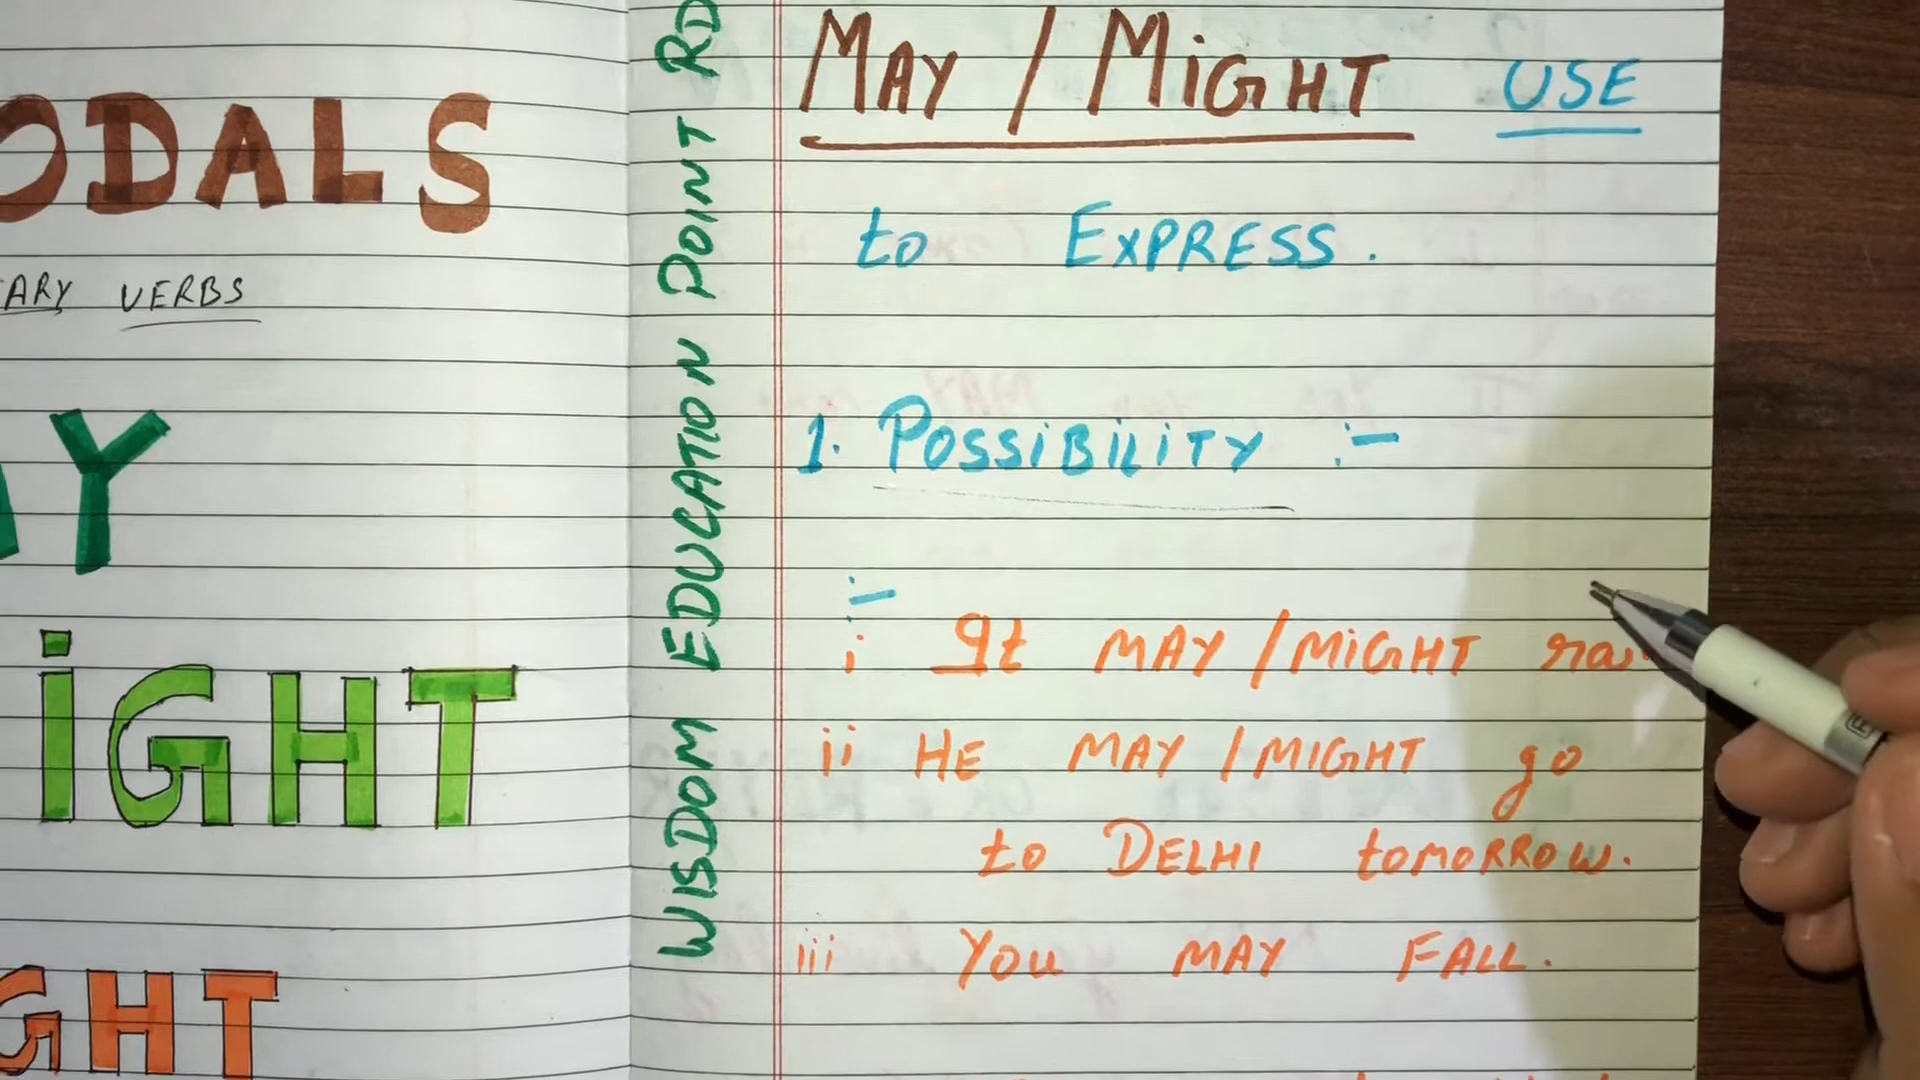 ODALS
ARY VERBS
AY
iGHT
GHT
WISDOM EDUCATION POINT RD
MAY / MiGHT USE
to EXPRESS.
1. POSSiBiLiTY :-
:-
i It MAY / MiGHT
ii HE MAY / MIGHT go
to DELHI tomorrow.
iii You MAY FALL.